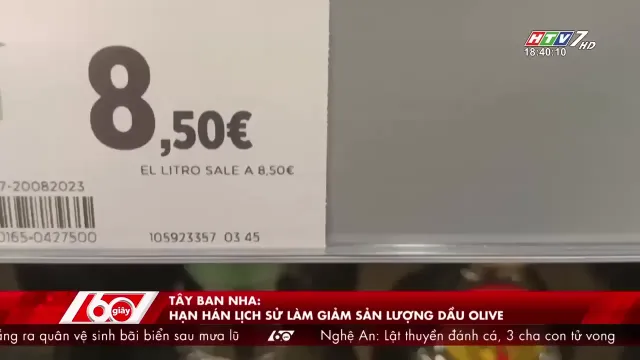 HTV7 HD
18:40:10
8,50€
EL LITRO SALE A 8,50€
7-20082023
0165-0427500
105923357 03 45
60 giây
TÂY BAN NHA:
HẠN HÁN LỊCH SỬ LÀM GIẢM SẢN LƯỢNG DẦU OLIVE
ra quân vệ sinh bãi biển sau mưa lũ 60 Nghệ An: Lật thuyền đánh cá, 3 cha con tử vong